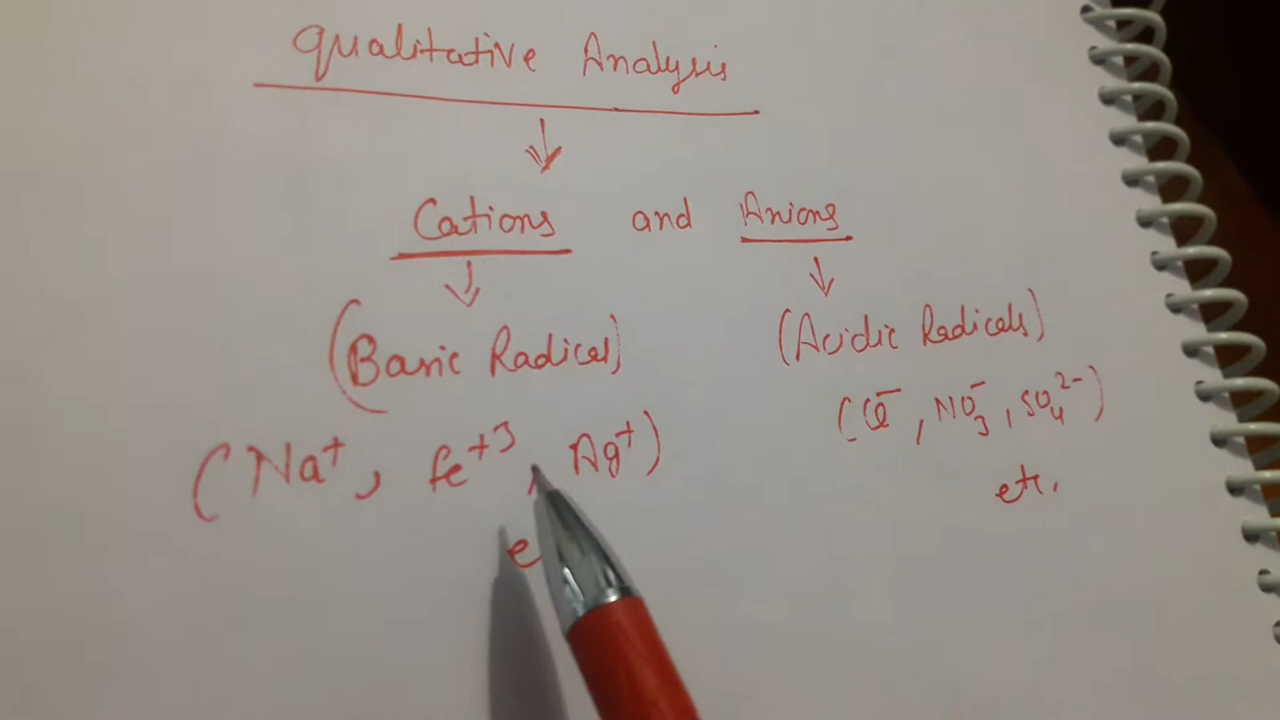 Qualitative Analysis
Cations and Anions
(Basic Radical) (Acidic Radicals)
(Na⁺, Fe⁺³, Ag⁺) (Cl⁻, NO₃⁻, SO₄²⁻)
etc.